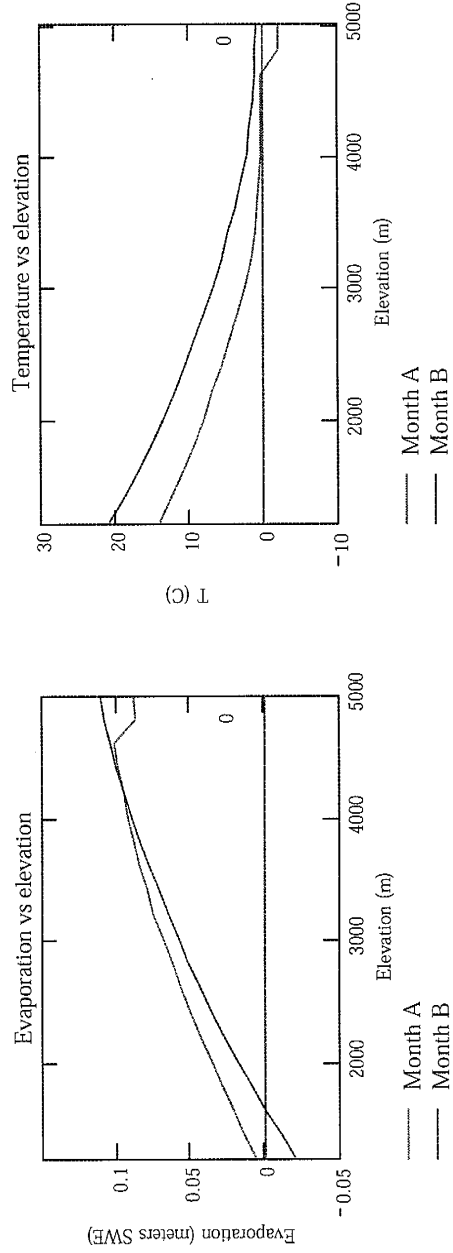 Evaporation vs elevation
Evaporation (meters SWE)
0.1
0.05
0
- 0.05
0
2000
3000
4000
5000
Elevation (m)
Month A
Month B
Temperature vs elevation
T (C)
30
20
10
0
- 10
0
2000
3000
4000
5000
Elevation (m)
Month A
Month B